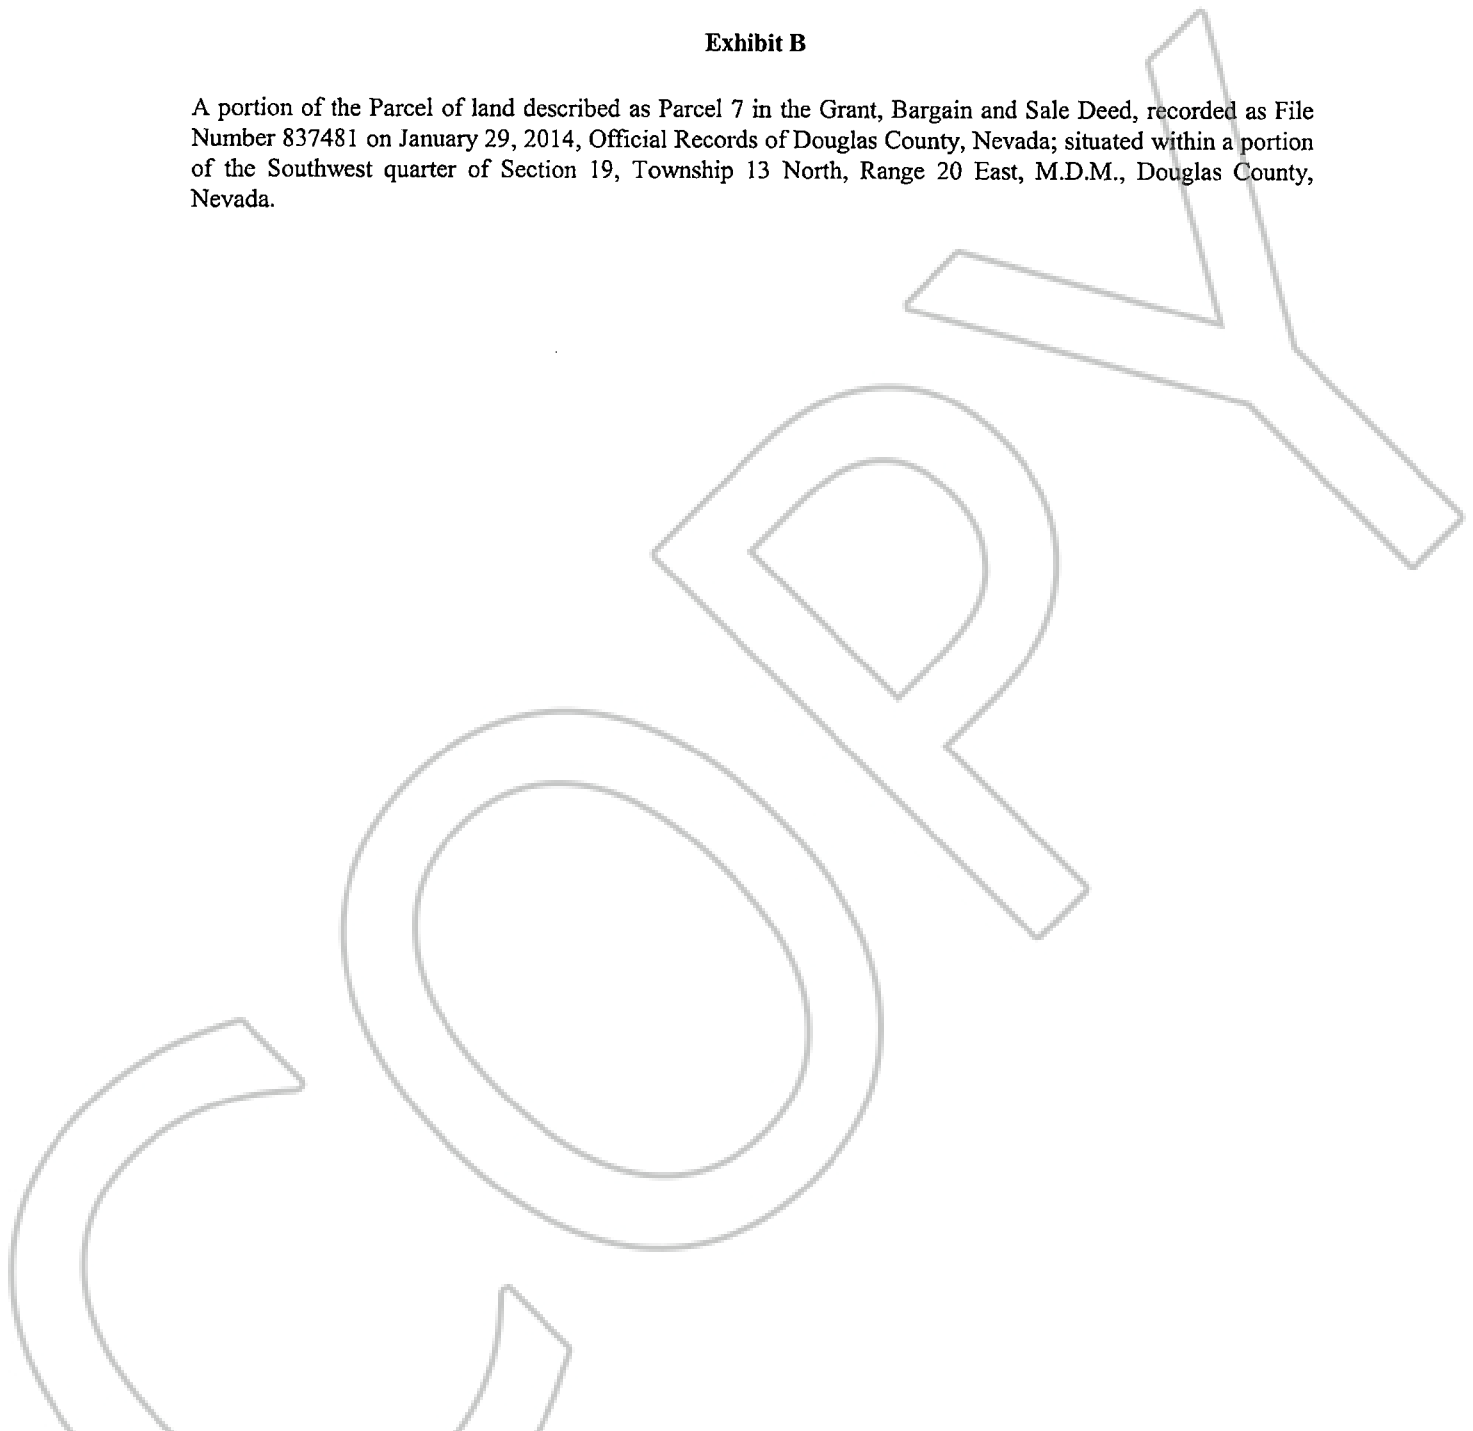 Exhibit B
A portion of the Parcel of land described as Parcel 7 in the Grant, Bargain and Sale Deed, recorded as File
Number 837481 on January 29, 2014, Official Records of Douglas County, Nevada; situated within a portion
of the Southwest quarter of Section 19, Township 13 North, Range 20 East, M.D.M., Douglas County,
Nevada.
COPY